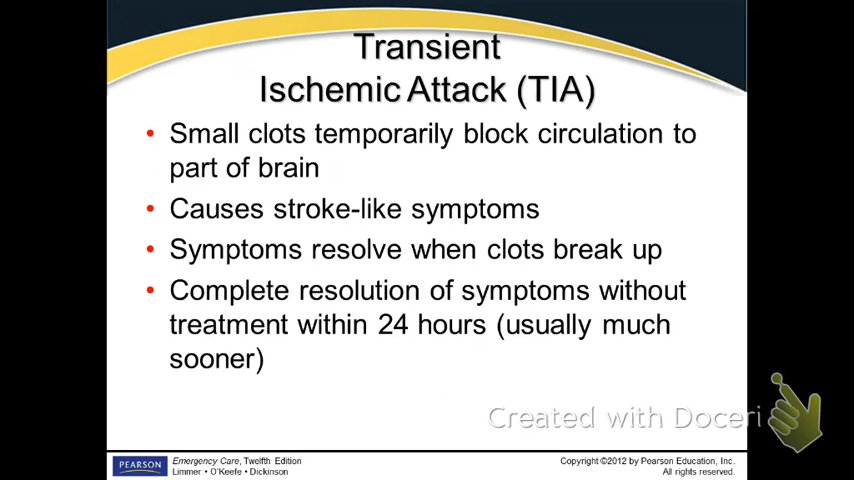 Transient
Ischemic Attack (TIA)
• Small clots temporarily block circulation to
part of brain
• Causes stroke-like symptoms
• Symptoms resolve when clots break up
• Complete resolution of symptoms without
treatment within 24 hours (usually much
sooner)
Created with Doceri
PEARSON
Emergency Care, Twelfth Edition
Limmer • O'Keefe • Dickinson
Copyright ©2012 by Pearson Education, Inc.
All rights reserved.